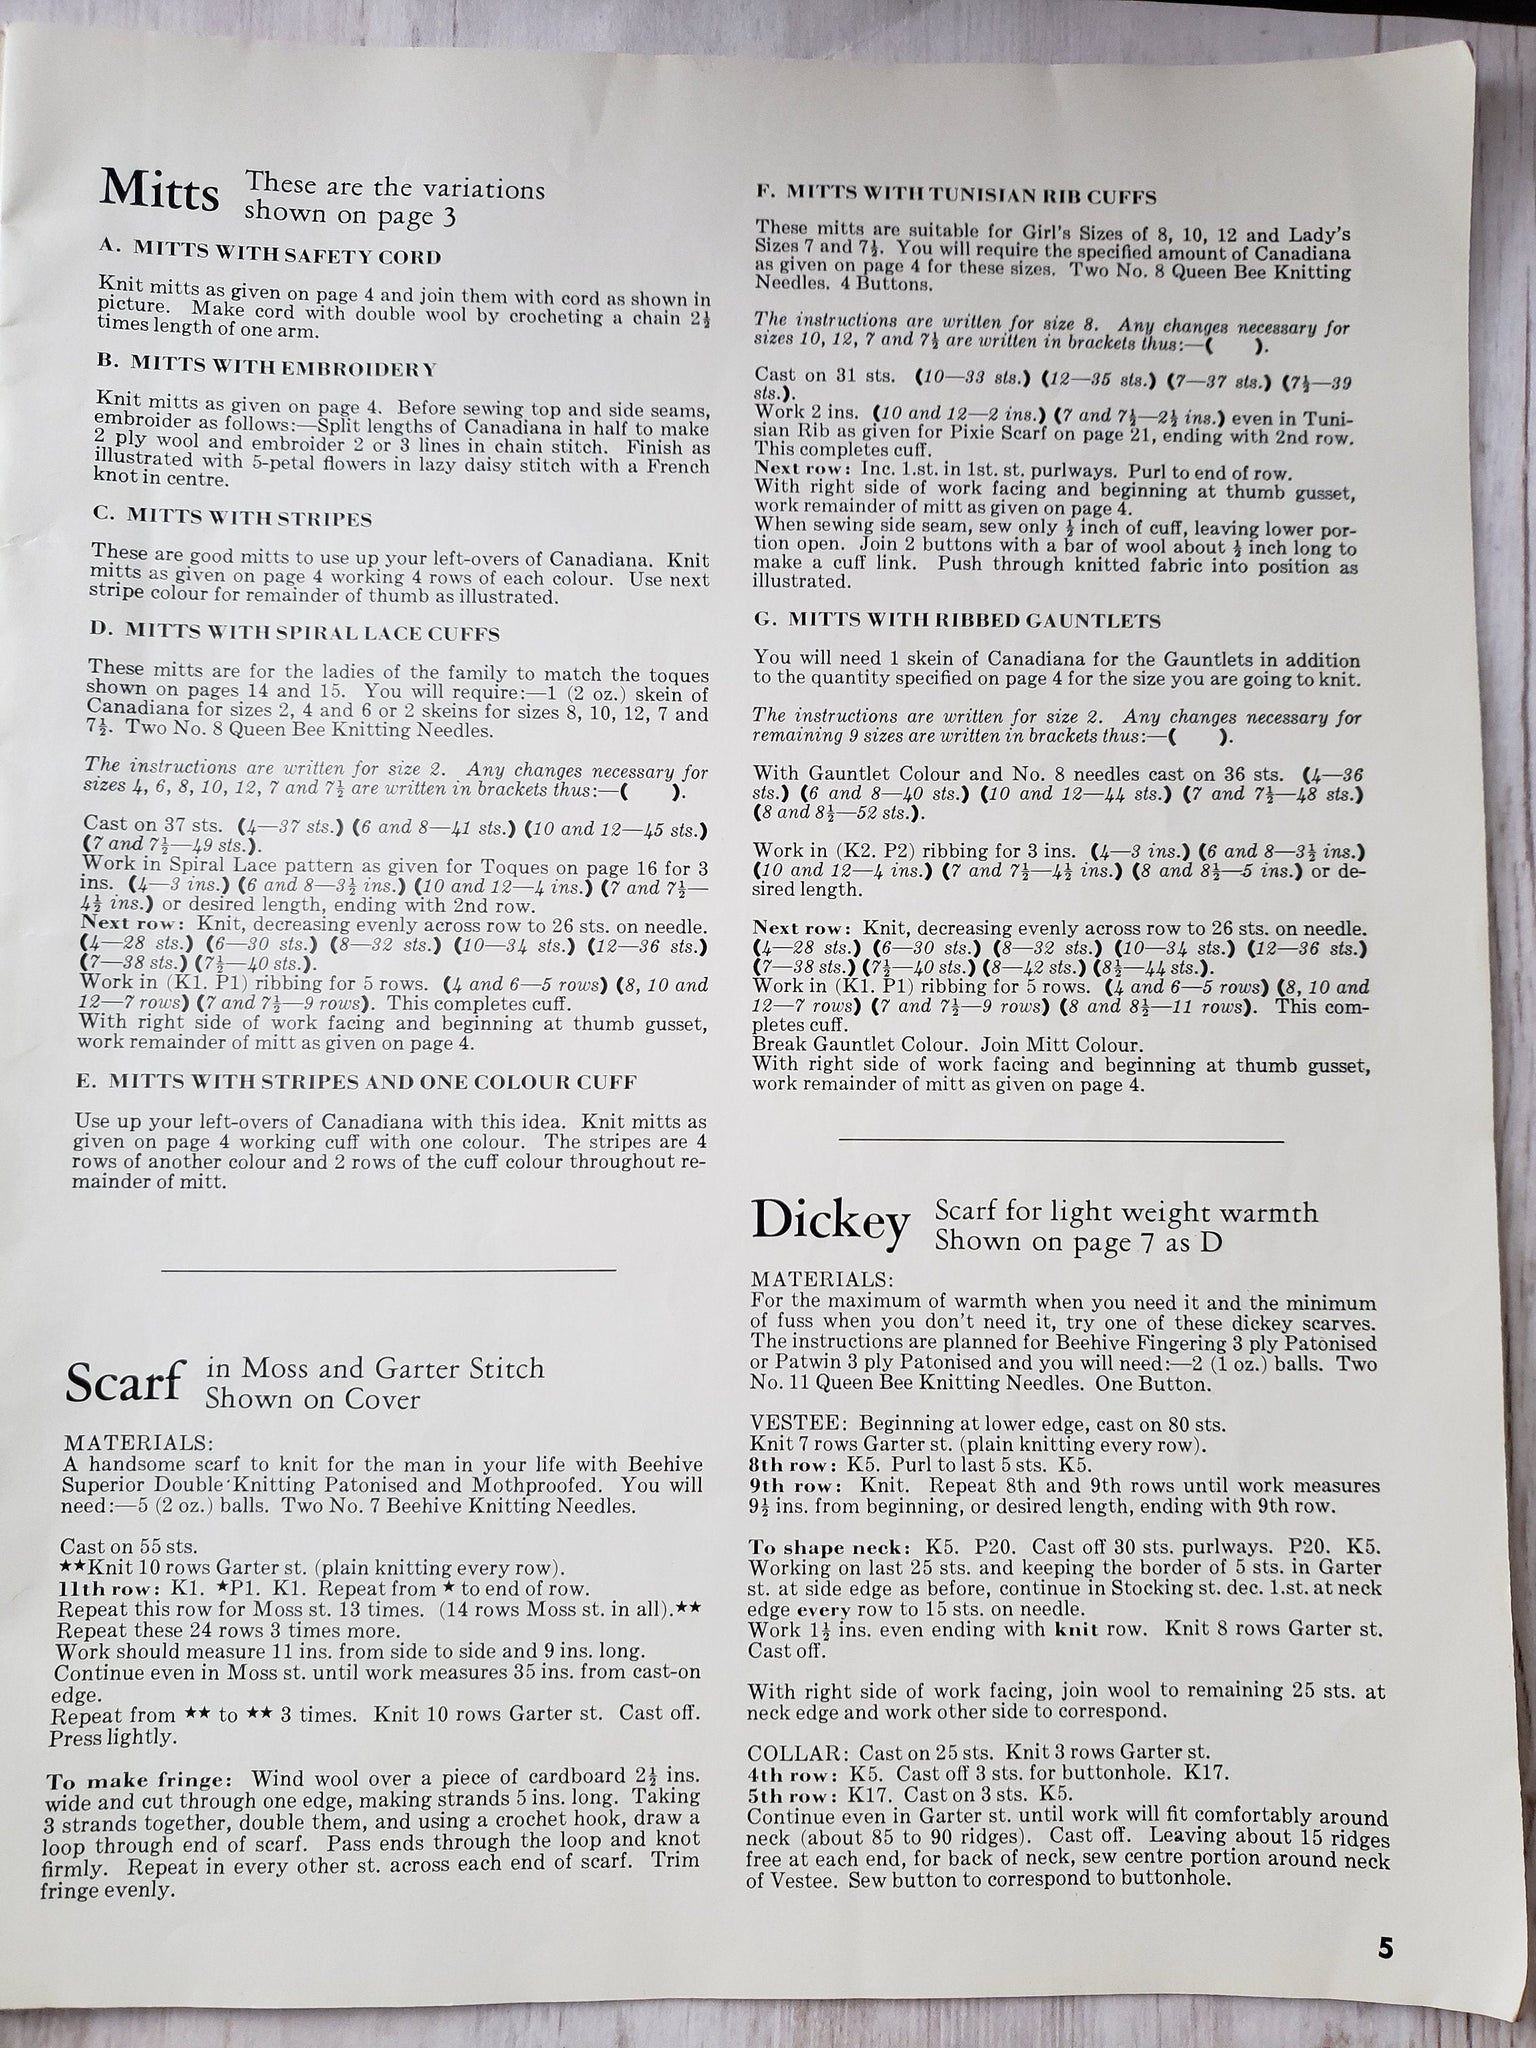 Mitts
These are the variations
shown on page 3
A. MITTS WITH SAFETY CORD
Knit mitts as given on page 4 and join them with cord as shown in
picture. Make cord with double wool by crocheting a chain 2½
times length of one arm.
B. MITTS WITH EMBROIDERY
Knit mitts as given on page 4. Before sewing top and side seams,
embroider as follows:—Split lengths of Canadiana in half to make
2 ply wool and embroider 2 or 3 lines in chain stitch. Finish as
illustrated with 5-petal flowers in lazy daisy stitch with a French
knot in centre.
C. MITTS WITH STRIPES
These are good mitts to use up your left-overs of Canadiana. Knit
mitts as given on page 4 working 4 rows of each colour. Use next
stripe colour for remainder of thumb as illustrated.
D. MITTS WITH SPIRAL LACE CUFFS
These mitts are for the ladies of the family to match the toques
shown on pages 14 and 15. You will require:—1 (2 oz.) skein of
Canadiana for sizes 2, 4 and 6 or 2 skeins for sizes 8, 10, 12, 7 and
7½. Two No. 8 Queen Bee Knitting Needles.
The instructions are written for size 2. Any changes necessary for
sizes 4, 6, 8, 10, 12, 7 and 7½ are written in brackets thus:—( ).
Cast on 37 sts. (4—37 sts.) (6 and 8—41 sts.) (10 and 12—45 sts.)
(7 and 7½—49 sts.).
Work in Spiral Lace pattern as given for Toques on page 16 for 3
ins. (4—3 ins.) (6 and 8—3½ ins.) (10 and 12—4 ins.) (7 and 7½—
4½ ins.) or desired length, ending with 2nd row.
Next row: Knit, decreasing evenly across row to 26 sts. on needle.
(4—28 sts.) (6—30 sts.) (8—32 sts.) (10—34 sts.) (12—36 sts.)
(7—38 sts.) (7½—40 sts.).
Work in (K1. P1) ribbing for 5 rows. (4 and 6—5 rows) (8, 10 and
12—7 rows) (7 and 7½—9 rows). This completes cuff.
With right side of work facing and beginning at thumb gusset,
work remainder of mitt as given on page 4.
E. MITTS WITH STRIPES AND ONE COLOUR CUFF
Use up your left-overs of Canadiana with this idea. Knit mitts as
given on page 4 working cuff with one colour. The stripes are 4
rows of another colour and 2 rows of the cuff colour throughout re-
mainder of mitt.
Scarf
in Moss and Garter Stitch
Shown on Cover
MATERIALS:
A handsome scarf to knit for the man in your life with Beehive
Superior Double Knitting Patonised and Mothproofed. You will
need:—5 (2 oz.) balls. Two No. 7 Beehive Knitting Needles.
Cast on 55 sts.
★★Knit 10 rows Garter st. (plain knitting every row).
11th row: K1. ★P1. K1. Repeat from ★ to end of row.
Repeat this row for Moss st. 13 times. (14 rows Moss st. in all).★★
Repeat these 24 rows 3 times more.
Work should measure 11 ins. from side to side and 9 ins. long.
Continue even in Moss st. until work measures 35 ins. from cast-on
edge.
Repeat from ★★ to ★★ 3 times. Knit 10 rows Garter st. Cast off.
Press lightly.
To make fringe: Wind wool over a piece of cardboard 2½ ins.
wide and cut through one edge, making strands 5 ins. long. Taking
3 strands together, double them, and using a crochet hook, draw a
loop through end of scarf. Pass ends through the loop and knot
firmly. Repeat in every other st. across each end of scarf. Trim
fringe evenly.
F. MITTS WITH TUNISIAN RIB CUFFS
These mitts are suitable for Girl's Sizes of 8, 10, 12 and Lady's
Sizes 7 and 7½. You will require the specified amount of Canadiana
as given on page 4 for these sizes. Two No. 8 Queen Bee Knitting
Needles. 4 Buttons.
The instructions are written for size 8. Any changes necessary for
sizes 10, 12, 7 and 7½ are written in brackets thus:—( ).
Cast on 31 sts. (10—33 sts.) (12—35 sts.) (7—37 sts.) (7½—39
sts.).
Work 2 ins. (10 and 12—2 ins.) (7 and 7½—2½ ins.) even in Tuni-
sian Rib as given for Pixie Scarf on page 21, ending with 2nd row.
This completes cuff.
Next row: Inc. 1.st. in 1st. st. purlways. Purl to end of row.
With right side of work facing and beginning at thumb gusset,
work remainder of mitt as given on page 4.
When sewing side seam, sew only ½ inch of cuff, leaving lower por-
tion open. Join 2 buttons with a bar of wool about ½ inch long to
make a cuff link. Push through knitted fabric into position as
illustrated.
G. MITTS WITH RIBBED GAUNTLETS
You will need 1 skein of Canadiana for the Gauntlets in addition
to the quantity specified on page 4 for the size you are going to knit.
The instructions are written for size 2. Any changes necessary for
remaining 9 sizes are written in brackets thus:—( ).
With Gauntlet Colour and No. 8 needles cast on 36 sts. (4—36
sts.) (6 and 8—40 sts.) (10 and 12—44 sts.) (7 and 7½—48 sts.)
(8 and 8½—52 sts.).
Work in (K2. P2) ribbing for 3 ins. (4—3 ins.) (6 and 8—3½ ins.)
(10 and 12—4 ins.) (7 and 7½—4½ ins.) (8 and 8½—5 ins.) or de-
sired length.
Next row: Knit, decreasing evenly across row to 26 sts. on needle.
(4—28 sts.) (6—30 sts.) (8—32 sts.) (10—34 sts.) (12—36 sts.)
(7—38 sts.) (7½—40 sts.) (8—42 sts.) (8½—44 sts.).
Work in (K1. P1) ribbing for 5 rows. (4 and 6—5 rows) (8, 10 and
12—7 rows) (7 and 7½—9 rows) (8 and 8½—11 rows). This com-
pletes cuff.
Break Gauntlet Colour. Join Mitt Colour.
With right side of work facing and beginning at thumb gusset,
work remainder of mitt as given on page 4.
Dickey
Scarf for light weight warmth
Shown on page 7 as D
MATERIALS:
For the maximum of warmth when you need it and the minimum
of fuss when you don't need it, try one of these dickey scarves.
The instructions are planned for Beehive Fingering 3 ply Patonised
or Patwin 3 ply Patonised and you will need:—2 (1 oz.) balls. Two
No. 11 Queen Bee Knitting Needles. One Button.
VESTEE: Beginning at lower edge, cast on 80 sts.
Knit 7 rows Garter st. (plain knitting every row).
8th row: K5. Purl to last 5 sts. K5.
9th row: Knit. Repeat 8th and 9th rows until work measures
9½ ins. from beginning, or desired length, ending with 9th row.
To shape neck: K5. P20. Cast off 30 sts. purlways. P20. K5.
Working on last 25 sts. and keeping the border of 5 sts. in Garter
st. at side edge as before, continue in Stocking st. dec. 1.st. at neck
edge every row to 15 sts. on needle.
Work 1½ ins. even ending with knit row. Knit 8 rows Garter st.
Cast off.
With right side of work facing, join wool to remaining 25 sts. at
neck edge and work other side to correspond.
COLLAR: Cast on 25 sts. Knit 3 rows Garter st.
4th row: K5. Cast off 3 sts. for buttonhole. K17.
5th row: K17. Cast on 3 sts. K5.
Continue even in Garter st. until work will fit comfortably around
neck (about 85 to 90 ridges). Cast off. Leaving about 15 ridges
free at each end, for back of neck, sew centre portion around neck
of Vestee. Sew button to correspond to buttonhole.
5